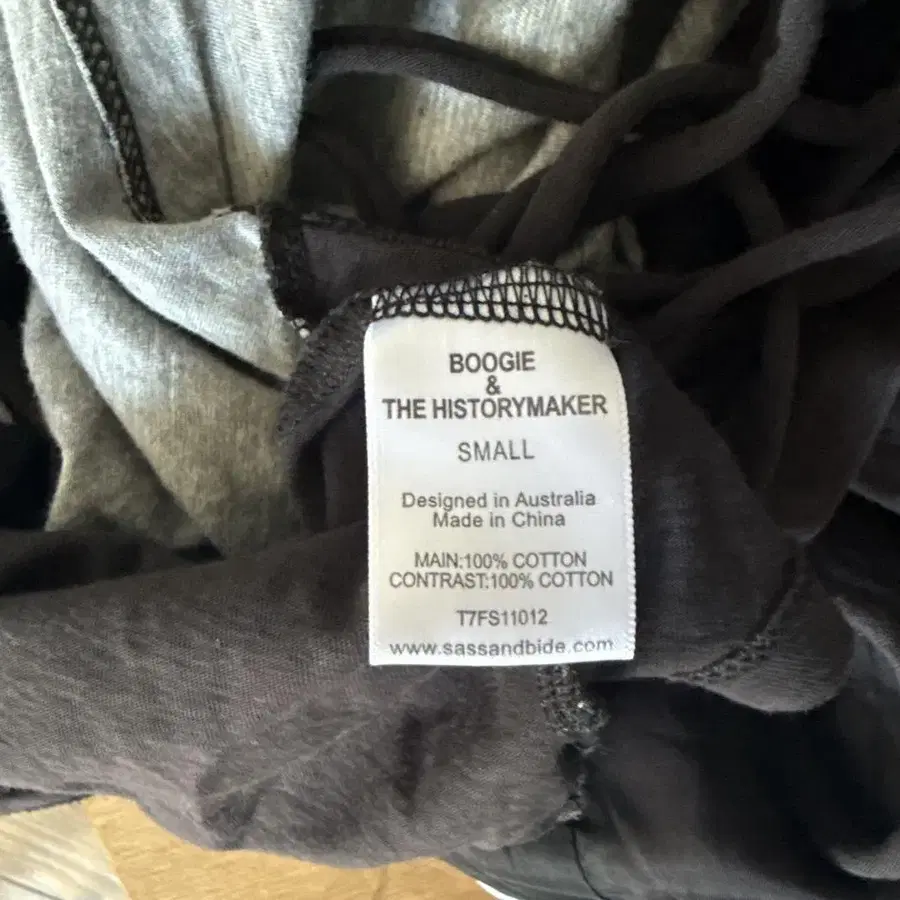 BOOGIE
&
THE HISTORYMAKER
SMALL
Designed in Australia
Made in China
MAIN:100% COTTON
CONTRAST:100% COTTON
T7FS11012
www.sassandbide.com